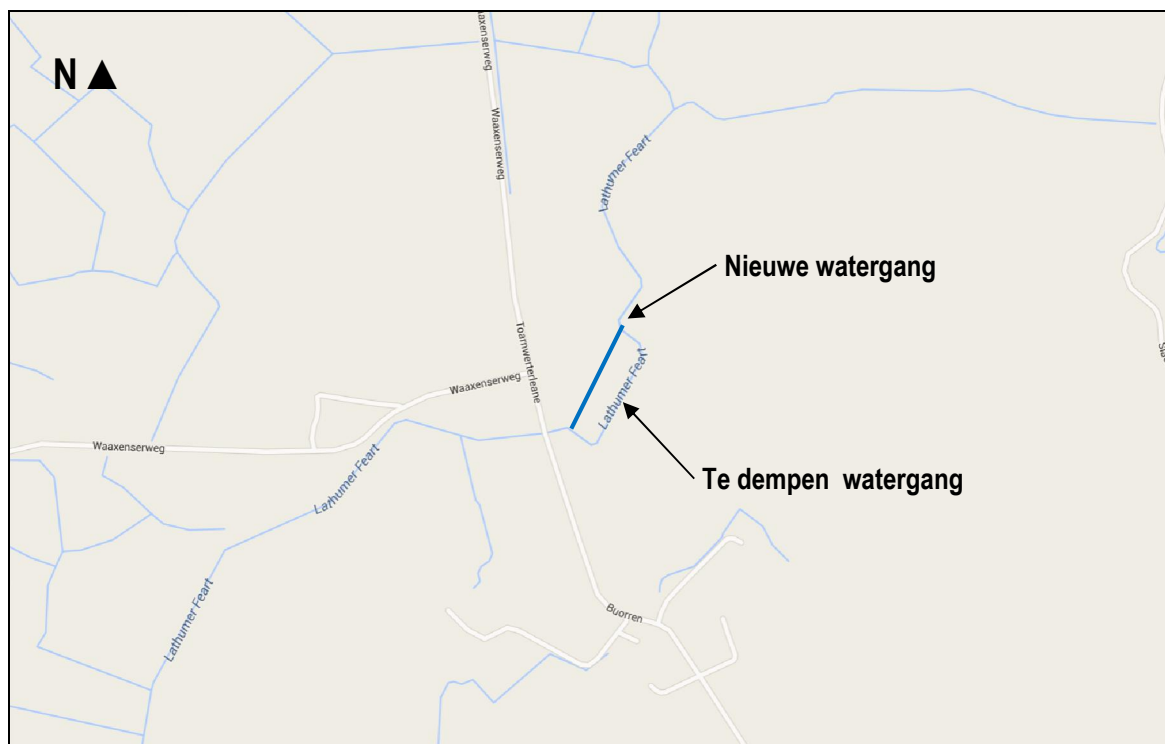 Waaxenserweg
N ▲
Waaxenserweg
Lathumer Feart
Nieuwe watergang
Toarnwerterleane
Waaxenserweg
Lathumer Feart
Waaxenserweg
Lathumer Feart
Te dempen watergang
Lathumer Feart
Buorren